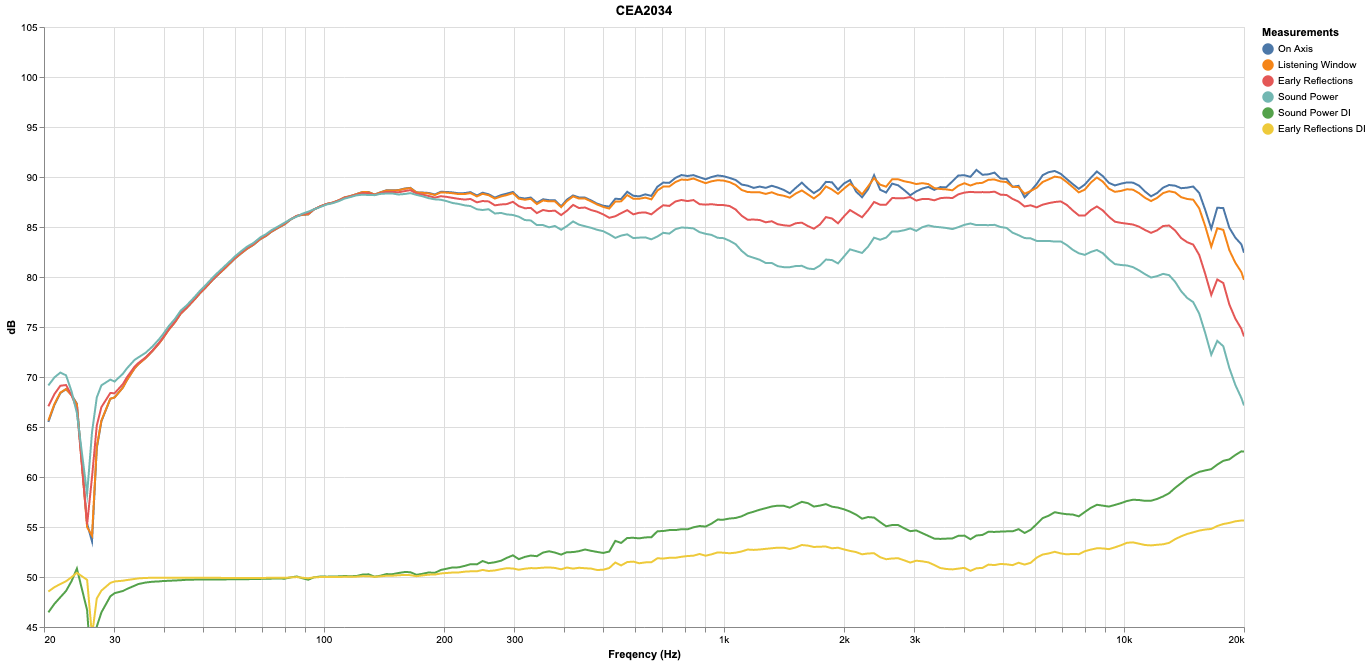 CEA2034
105
100
95
90
85
80
75
70
65
60
55
50
45
dB
20
30
100
200
300
1k
2k
3k
10k
20k
Freqency (Hz)
Measurements
On Axis
Listening Window
Early Reflections
Sound Power
Sound Power DI
Early Reflections DI